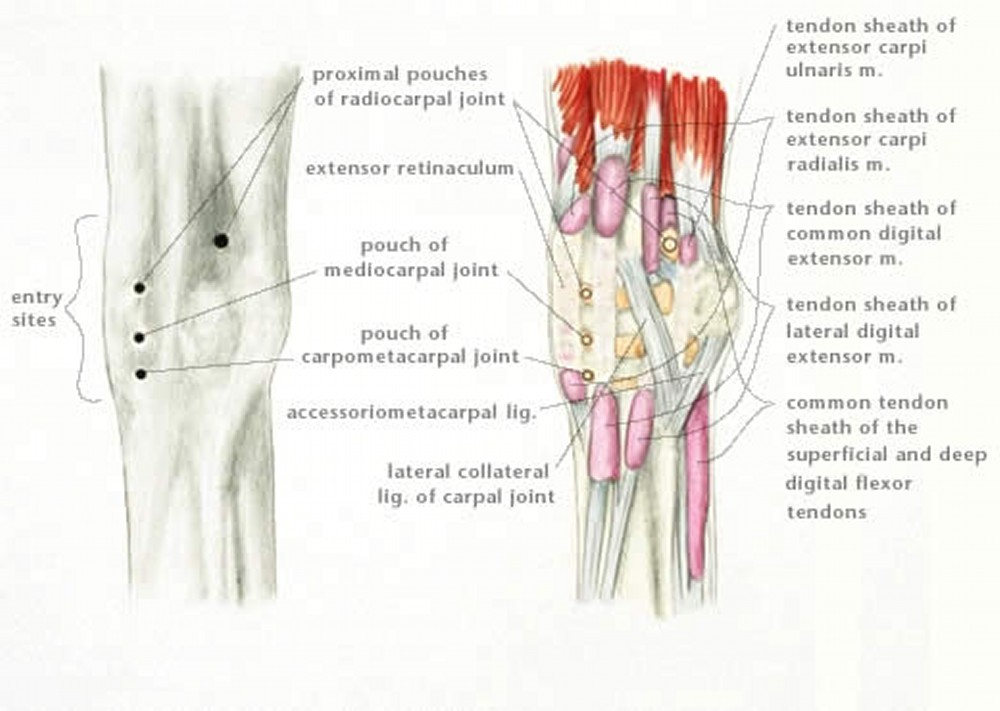 proximal pouches
of radiocarpal joint
extensor retinaculum
pouch of
mediocarpal joint
entry
sites
pouch of
carpometacarpal joint
accessoriometacarpal lig.
lateral collateral
lig. of carpal joint
tendon sheath of
extensor carpi
ulnaris m.
tendon sheath of
extensor carpi
radialis m.
tendon sheath of
common digital
extensor m.
tendon sheath of
lateral digital
extensor m.
common tendon
sheath of the
superficial and deep
digital flexor
tendons